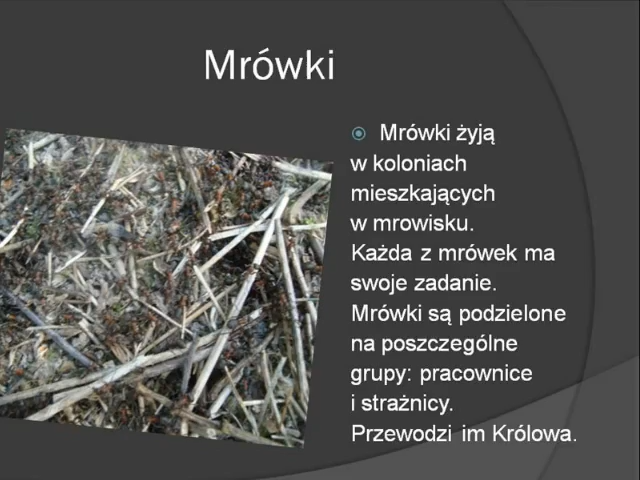 Mrówki
Mrówki żyją
w koloniach
mieszkających
w mrowisku.
Każda z mrówek ma
swoje zadanie.
Mrówki są podzielone
na poszczególne
grupy: pracownice
i strażnicy.
Przewodzi im Królowa.